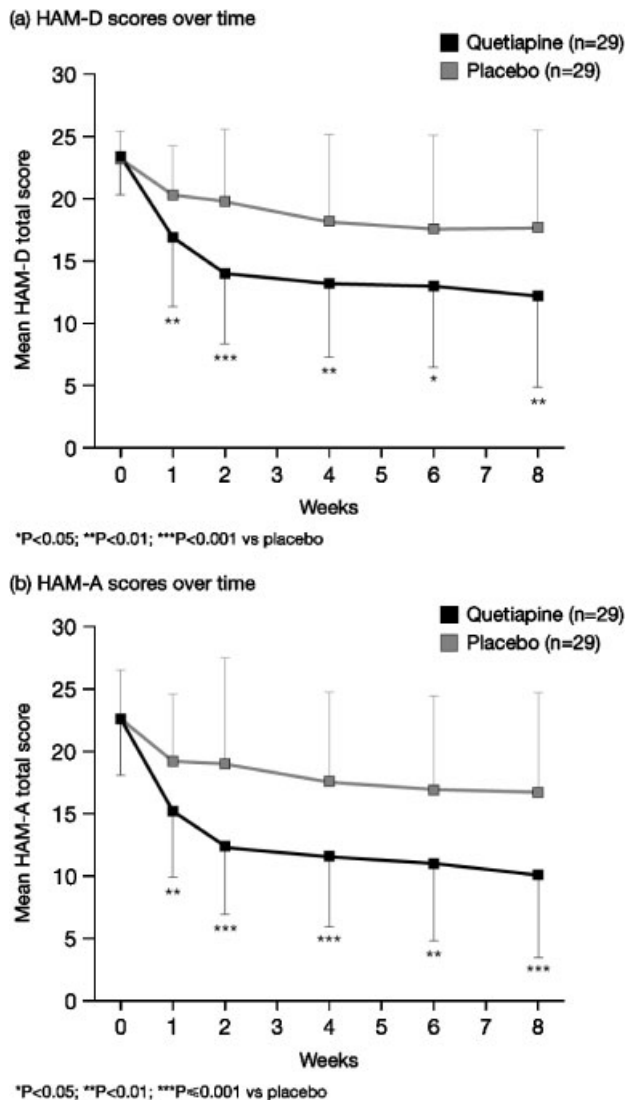 (a) HAM-D scores over time
Quetiapine (n=29)
Placebo (n=29)
30
25
20
15
10
5
0
Mean HAM-D total score
**
***
**
*
**
0 1 2 3 4 5 6 7 8
Weeks
*P<0.05; **P<0.01; ***P<0.001 vs placebo
(b) HAM-A scores over time
Quetiapine (n=29)
Placebo (n=29)
30
25
20
15
10
5
0
Mean HAM-A total score
**
***
***
**
***
0 1 2 3 4 5 6 7 8
Weeks
*P<0.05; **P<0.01; ***P⩽0.001 vs placebo